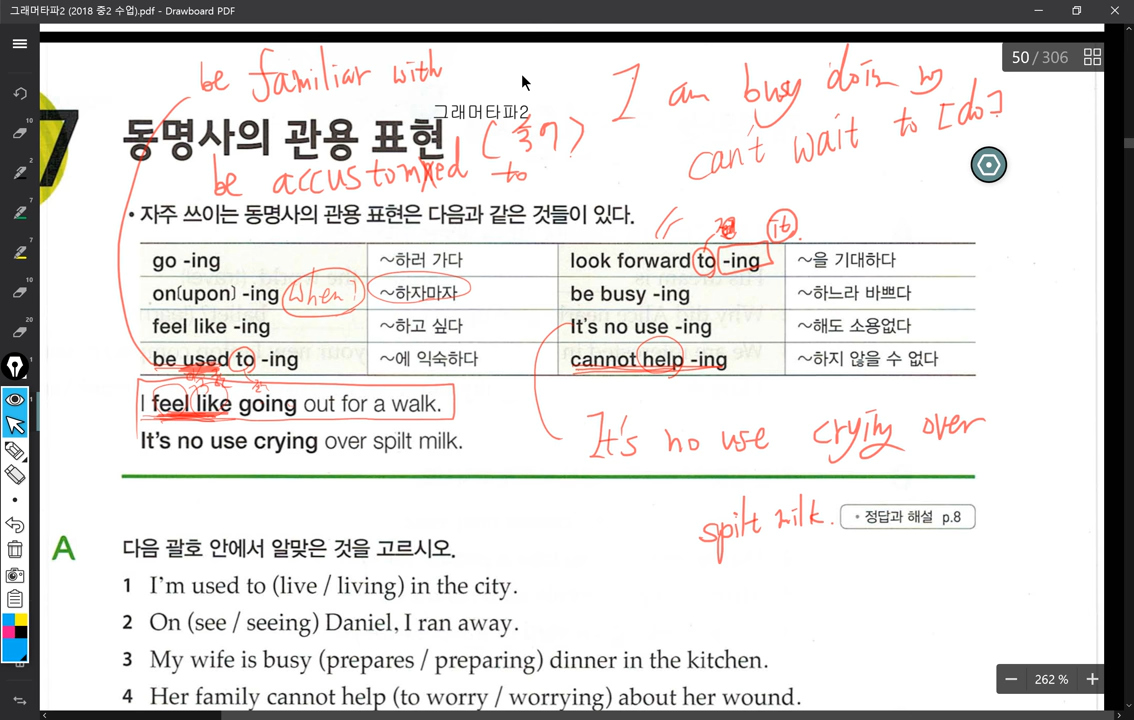 그래머타파2 (2018 중2 수업).pdf - Drawboard PDF
50 / 306
be familiar with
I am busy doing
can't wait to [do]
그래머타파2
7 동명사의 관용 표현
be accustomed to
• 자주 쓰이는 동명사의 관용 표현은 다음과 같은 것들이 있다.
it
go -ing ~하러 가다 look forward to -ing ~을 기대하다
on(upon) -ing when? ~하자마자 be busy -ing ~하느라 바쁘다
feel like -ing ~하고 싶다 It's no use -ing ~해도 소용없다
be used to -ing ~에 익숙하다 cannot help -ing ~하지 않을 수 없다
I feel like going out for a walk.
It's no use crying over spilt milk.
It's no use crying over
spilt milk.
• 정답과 해설 p.8
A 다음 괄호 안에서 알맞은 것을 고르시오.
1 I'm used to (live / living) in the city.
2 On (see / seeing) Daniel, I ran away.
3 My wife is busy (prepares / preparing) dinner in the kitchen.
4 Her family cannot help (to worry / worrying) about her wound.
262 %